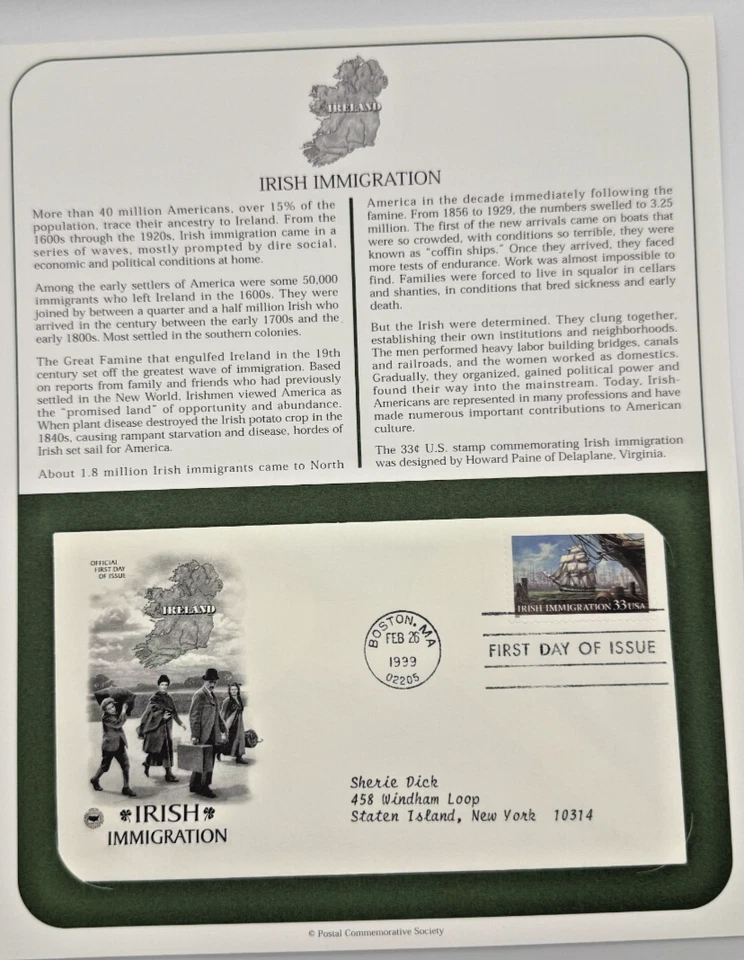 IRELAND
IRISH IMMIGRATION
More than 40 million Americans, over 15% of the
population, trace their ancestry to Ireland. From the
1600s through the 1920s, Irish immigration came in a
series of waves, mostly prompted by dire social,
economic and political conditions at home.
Among the early settlers of America were some 50,000
immigrants who left Ireland in the 1600s. They were
joined by between a quarter and a half million Irish who
arrived in the century between the early 1700s and the
early 1800s. Most settled in the southern colonies.
The Great Famine that engulfed Ireland in the 19th
century set off the greatest wave of immigration. Based
on reports from family and friends who had previously
settled in the New World, Irishmen viewed America as
the "promised land" of opportunity and abundance.
When plant disease destroyed the Irish potato crop in the
1840s, causing rampant starvation and disease, hordes of
Irish set sail for America.
About 1.8 million Irish immigrants came to North
America in the decade immediately following the
famine. From 1856 to 1929, the numbers swelled to 3.25
million. The first of the new arrivals came on boats that
were so crowded, with conditions so terrible, they were
known as "coffin ships." Once they arrived, they faced
more tests of endurance. Work was almost impossible to
find. Families were forced to live in squalor in cellars
and shanties, in conditions that bred sickness and early
death.
But the Irish were determined. They clung together,
establishing their own institutions and neighborhoods.
The men performed heavy labor building bridges, canals
and railroads, and the women worked as domestics.
Gradually, they organized, gained political power and
found their way into the mainstream. Today, Irish-
Americans are represented in many professions and have
made numerous important contributions to American
culture.
The 33¢ U.S. stamp commemorating Irish immigration
was designed by Howard Paine of Delaplane, Virginia.
OFFICIAL
FIRST DAY
OF ISSUE
IRELAND
IRISH
IMMIGRATION
BOSTON, MA
FEB 26
1999
02205
IRISH IMMIGRATION 33USA
FIRST DAY OF ISSUE
Sherie Dick
458 Windham Loop
Staten Island, New York 10314
© Postal Commemorative Society